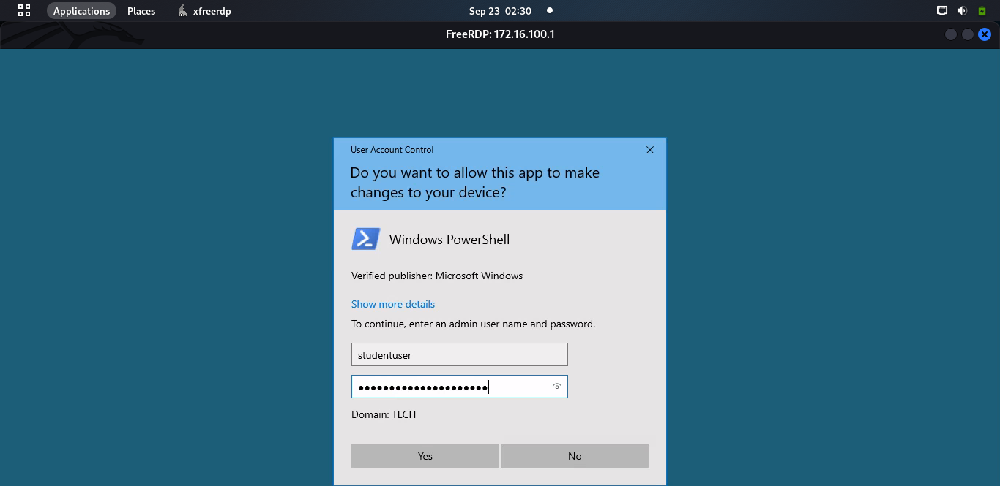 Applications Places xfreerdp Sep 23 02:30
FreeRDP: 172.16.100.1
User Account Control
Do you want to allow this app to make
changes to your device?
Windows PowerShell
Verified publisher: Microsoft Windows
Show more details
To continue, enter an admin user name and password.
studentuser
●●●●●●●●●●●●●●●●●●●●●
Domain: TECH
Yes No